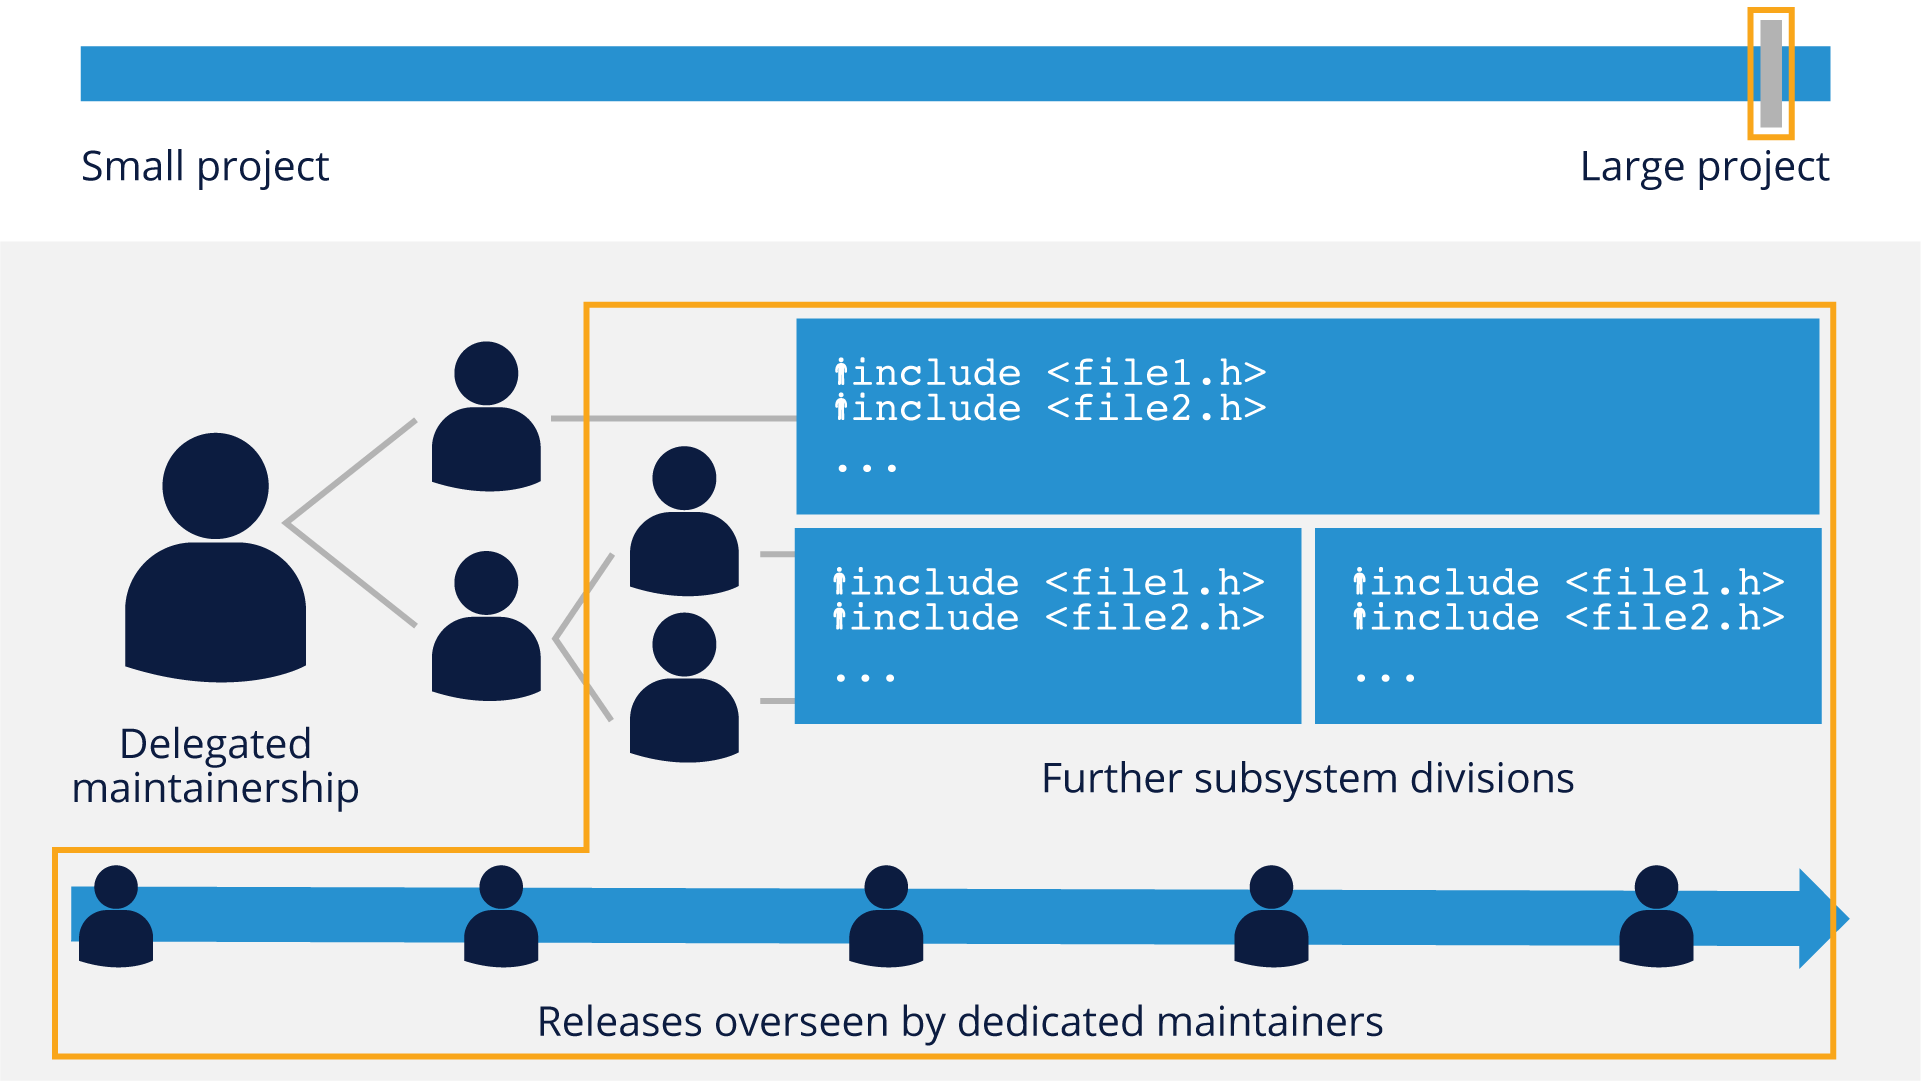 Small project
Large project
include <file1.h>
include <file2.h>
...
include <file1.h>
include <file2.h>
...
include <file1.h>
include <file2.h>
...
Delegated
maintainership
Further subsystem divisions
Releases overseen by dedicated maintainers